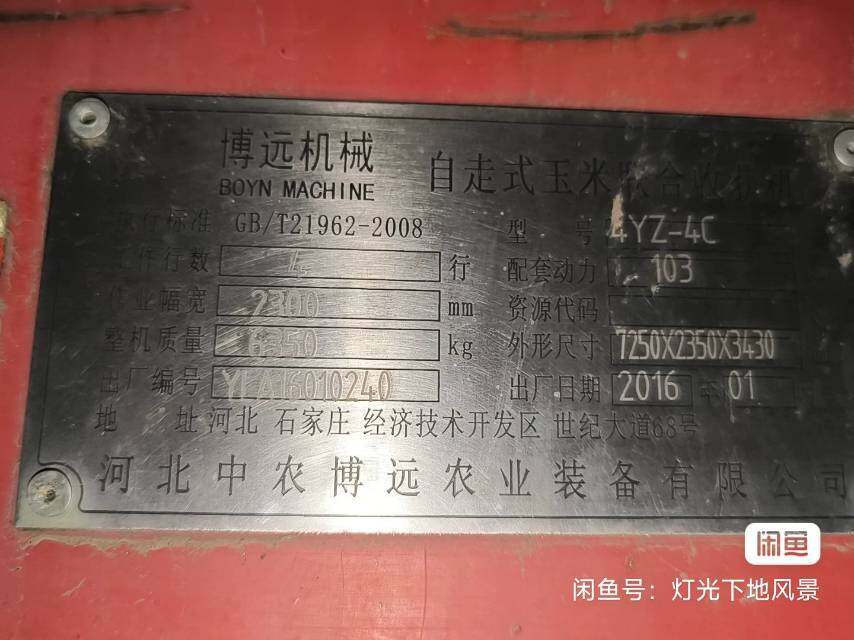 博远机械 自走式玉米联合收获机
BOYN MACHINE
执行标准 GB/T21962-2008 型 号 4YZ-4C
工作行数 4 行 配套动力 103
作业幅宽 2300 mm 资源代码
整机质量 6350 kg 外形尺寸 7250X2350X3430
出厂编号 YLA16010240 出厂日期 2016 年 01
地 址 河北 石家庄 经济技术开发区 世纪大道68号
河北中农博远农业装备有限公司
闲鱼
闲鱼号：灯光下地风景